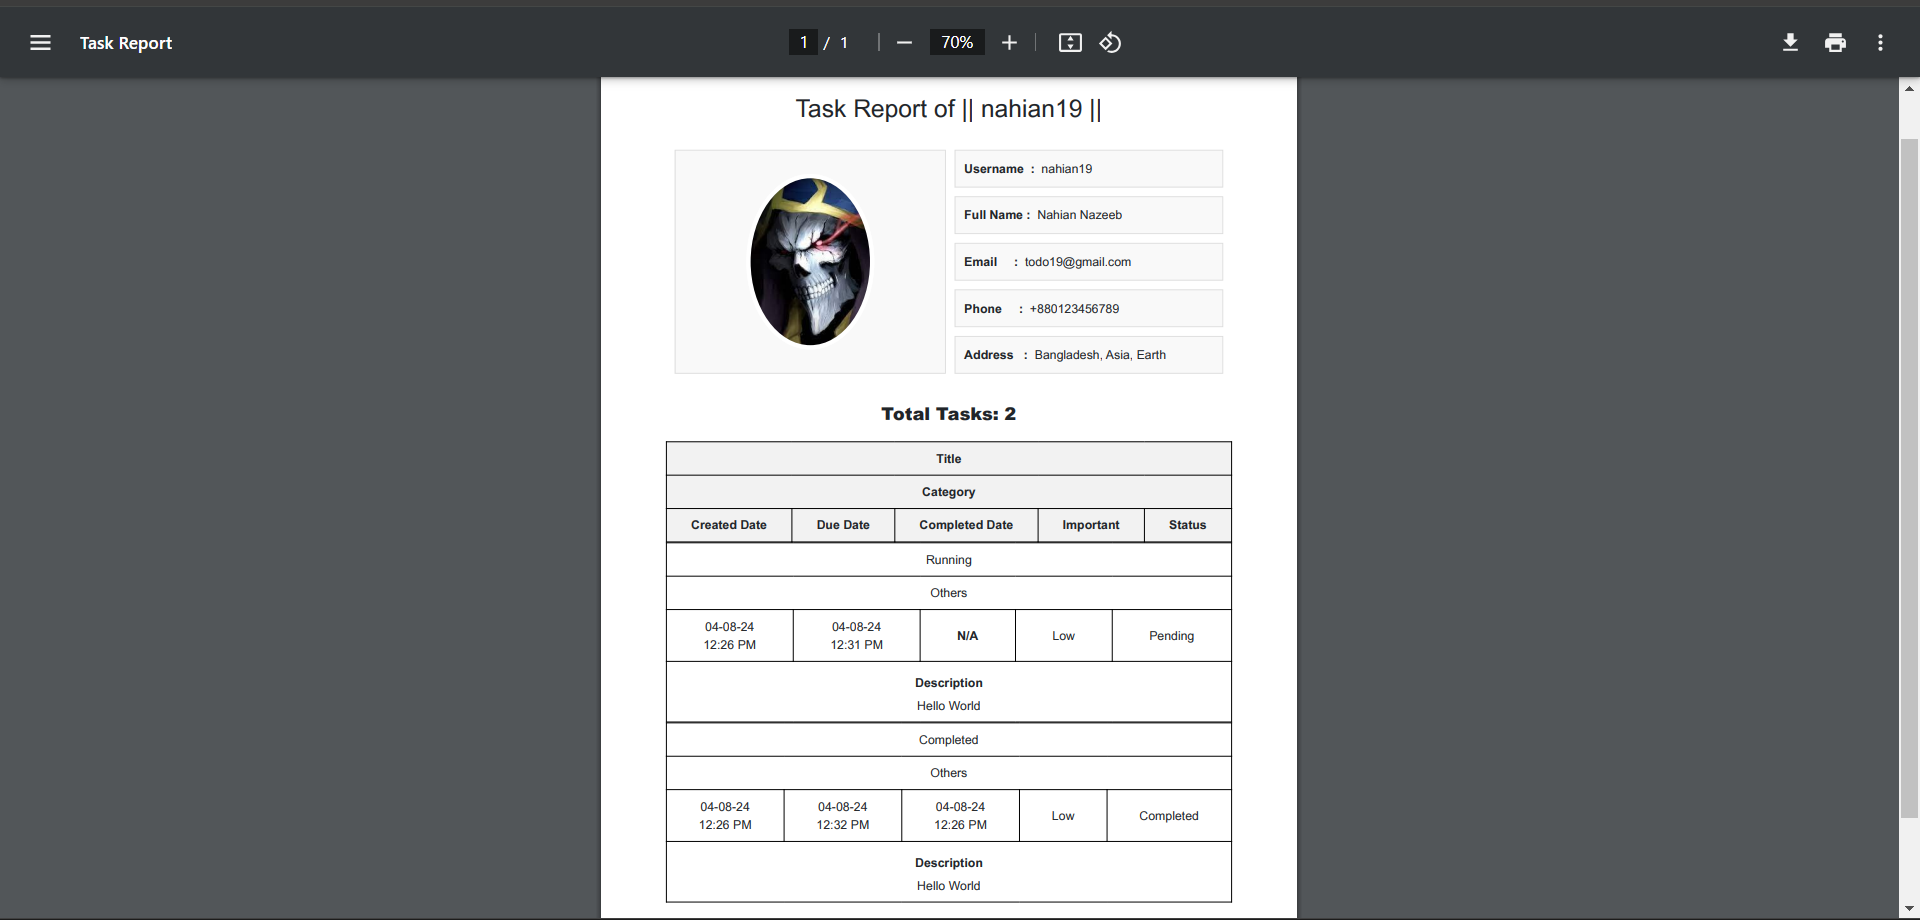 Task Report
1 / 1
70%
Task Report of || nahian19 ||
Username : nahian19
Full Name : Nahian Nazeeb
Email : todo19@gmail.com
Phone : +880123456789
Address : Bangladesh, Asia, Earth
Total Tasks: 2
Title
Category
Created Date Due Date Completed Date Important Status
Running
Others
04-08-24 04-08-24 N/A Low Pending
12:26 PM 12:31 PM
Description
Hello World
Completed
Others
04-08-24 04-08-24 04-08-24 Low Completed
12:26 PM 12:32 PM 12:26 PM
Description
Hello World